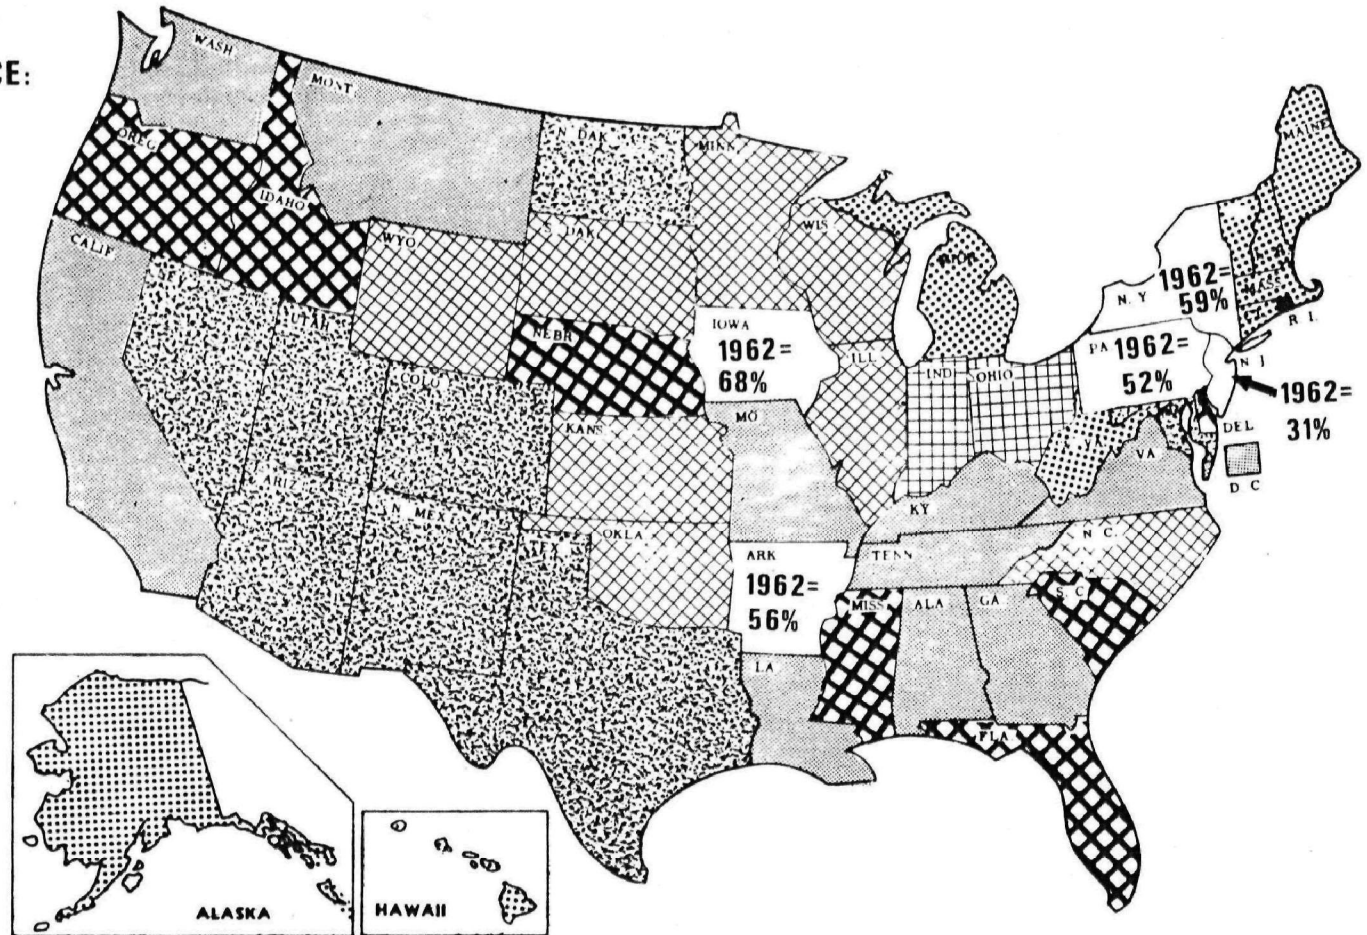 CE:
WASH
MONT.
N. DAK
MINN
MAINE
OREG
IDAHO
WYO
S. DAK
WIS
CALIF
NEV
UTAH
COLO
NEBR
IOWA
1962=
68%
ILL
IND
OHIO
N. Y
1962=
59%
MASS
R I.
PA
1962=
52%
N J
1962=
31%
DEL
D C
VA
KANS
MO
KY
ARIZ
N. MEX
OKLA
TEX
ARK
1962=
56%
TENN
N C.
S. C
MISS
ALA
GA
LA
FLA
ALASKA
HAWAII